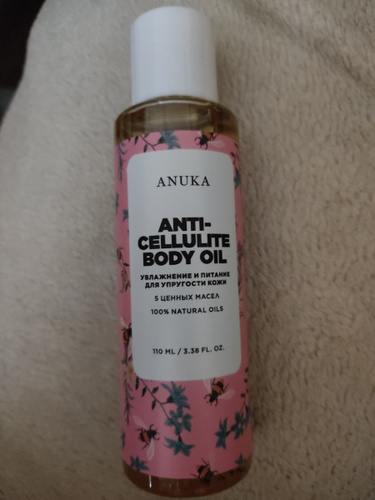 ANUKA
ANTI-
CELLULITE
BODY OIL
УВЛАЖНЕНИЕ И ПИТАНИЕ
ДЛЯ УПРУГОСТИ КОЖИ
5 ЦЕННЫХ МАСЕЛ
100% NATURAL OILS
110 ML / 3.38 FL. OZ.